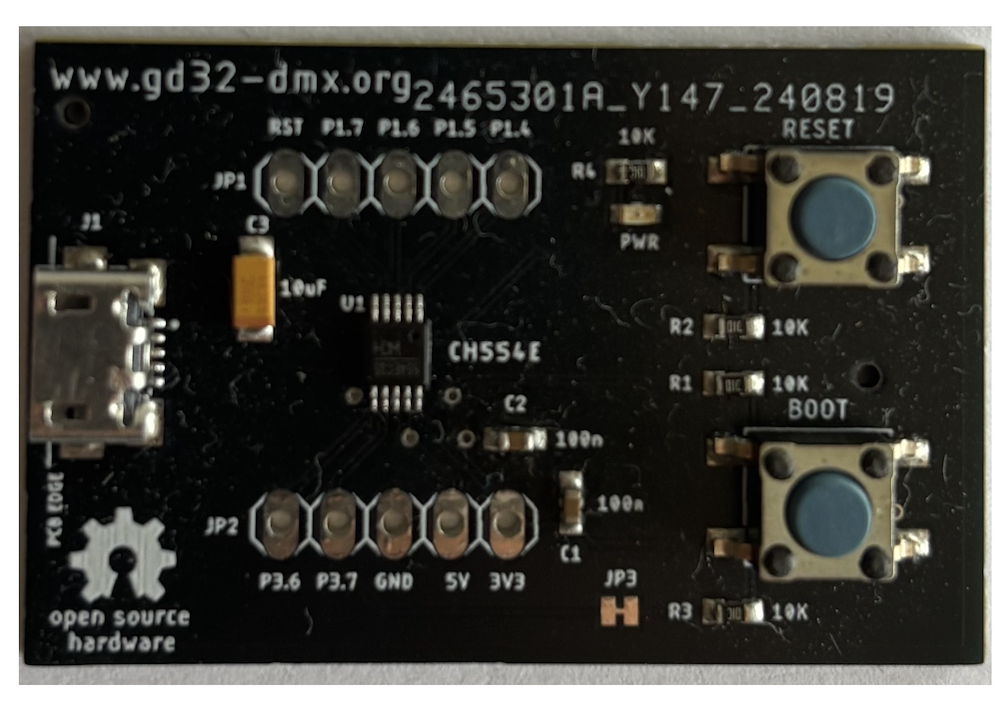 www.gd32-dmx.org
2465301A_Y147_240819
RST P1.7 P1.6 P1.5 P1.4
10K
RESET
R4
JP1
PWR
J1
C3
10uF
U1
R2 10K
CH554E
R1 10K
C2
BOOT
100n
PCB EDGE
100n
JP2
C1
P3.6 P3.7 GND 5V 3V3
JP3
R3 10K
open source
hardware